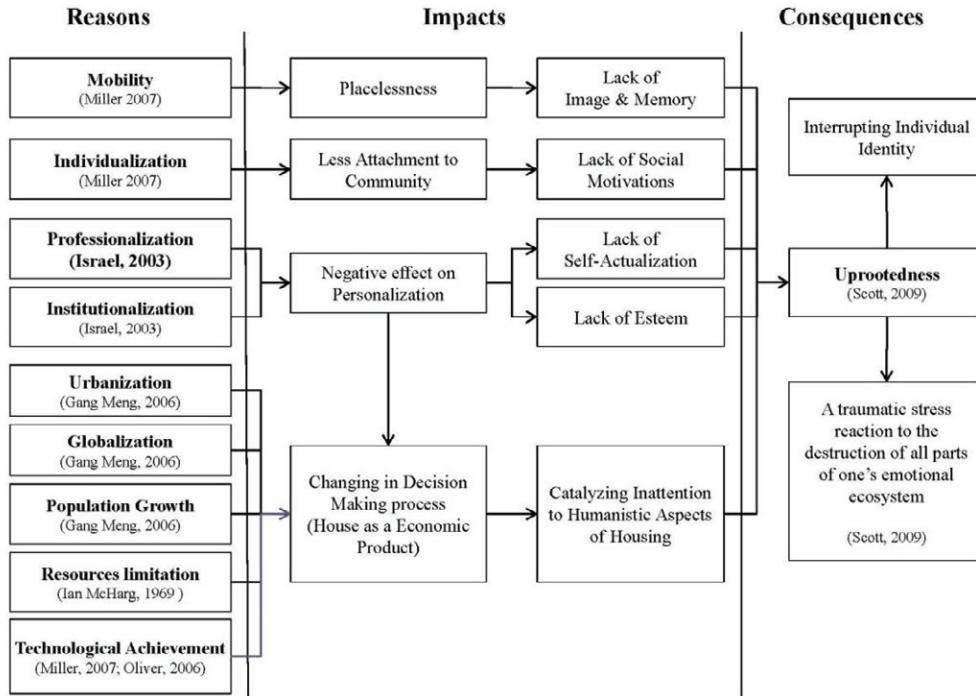 Reasons
Impacts
Consequences
Mobility
(Miller 2007)
Individualization
(Miller 2007)
Professionalization
(Israel, 2003)
Institutionalization
(Israel, 2003)
Urbanization
(Gang Meng, 2006)
Globalization
(Gang Meng, 2006)
Population Growth
(Gang Meng, 2006)
Resources limitation
(Ian McHarg, 1969 )
Technological Achievement
(Miller, 2007; Oliver, 2006)
Placelessness
Less Attachment to
Community
Negative effect on
Personalization
Changing in Decision
Making process
(House as a Economic
Product)
Lack of
Image & Memory
Lack of Social
Motivations
Lack of
Self-Actualization
Lack of Esteem
Catalyzing Inattention
to Humanistic Aspects
of Housing
Interrupting Individual
Identity
Uprootedness
(Scott, 2009)
A traumatic stress
reaction to the
destruction of all parts
of one's emotional
ecosystem
(Scott, 2009)